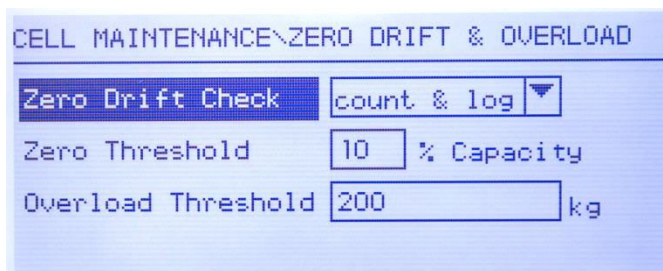 CELL MAINTENANCE\ZERO DRIFT & OVERLOAD
Zero Drift Check count & log
Zero Threshold 10 % Capacity
Overload Threshold 200 kg